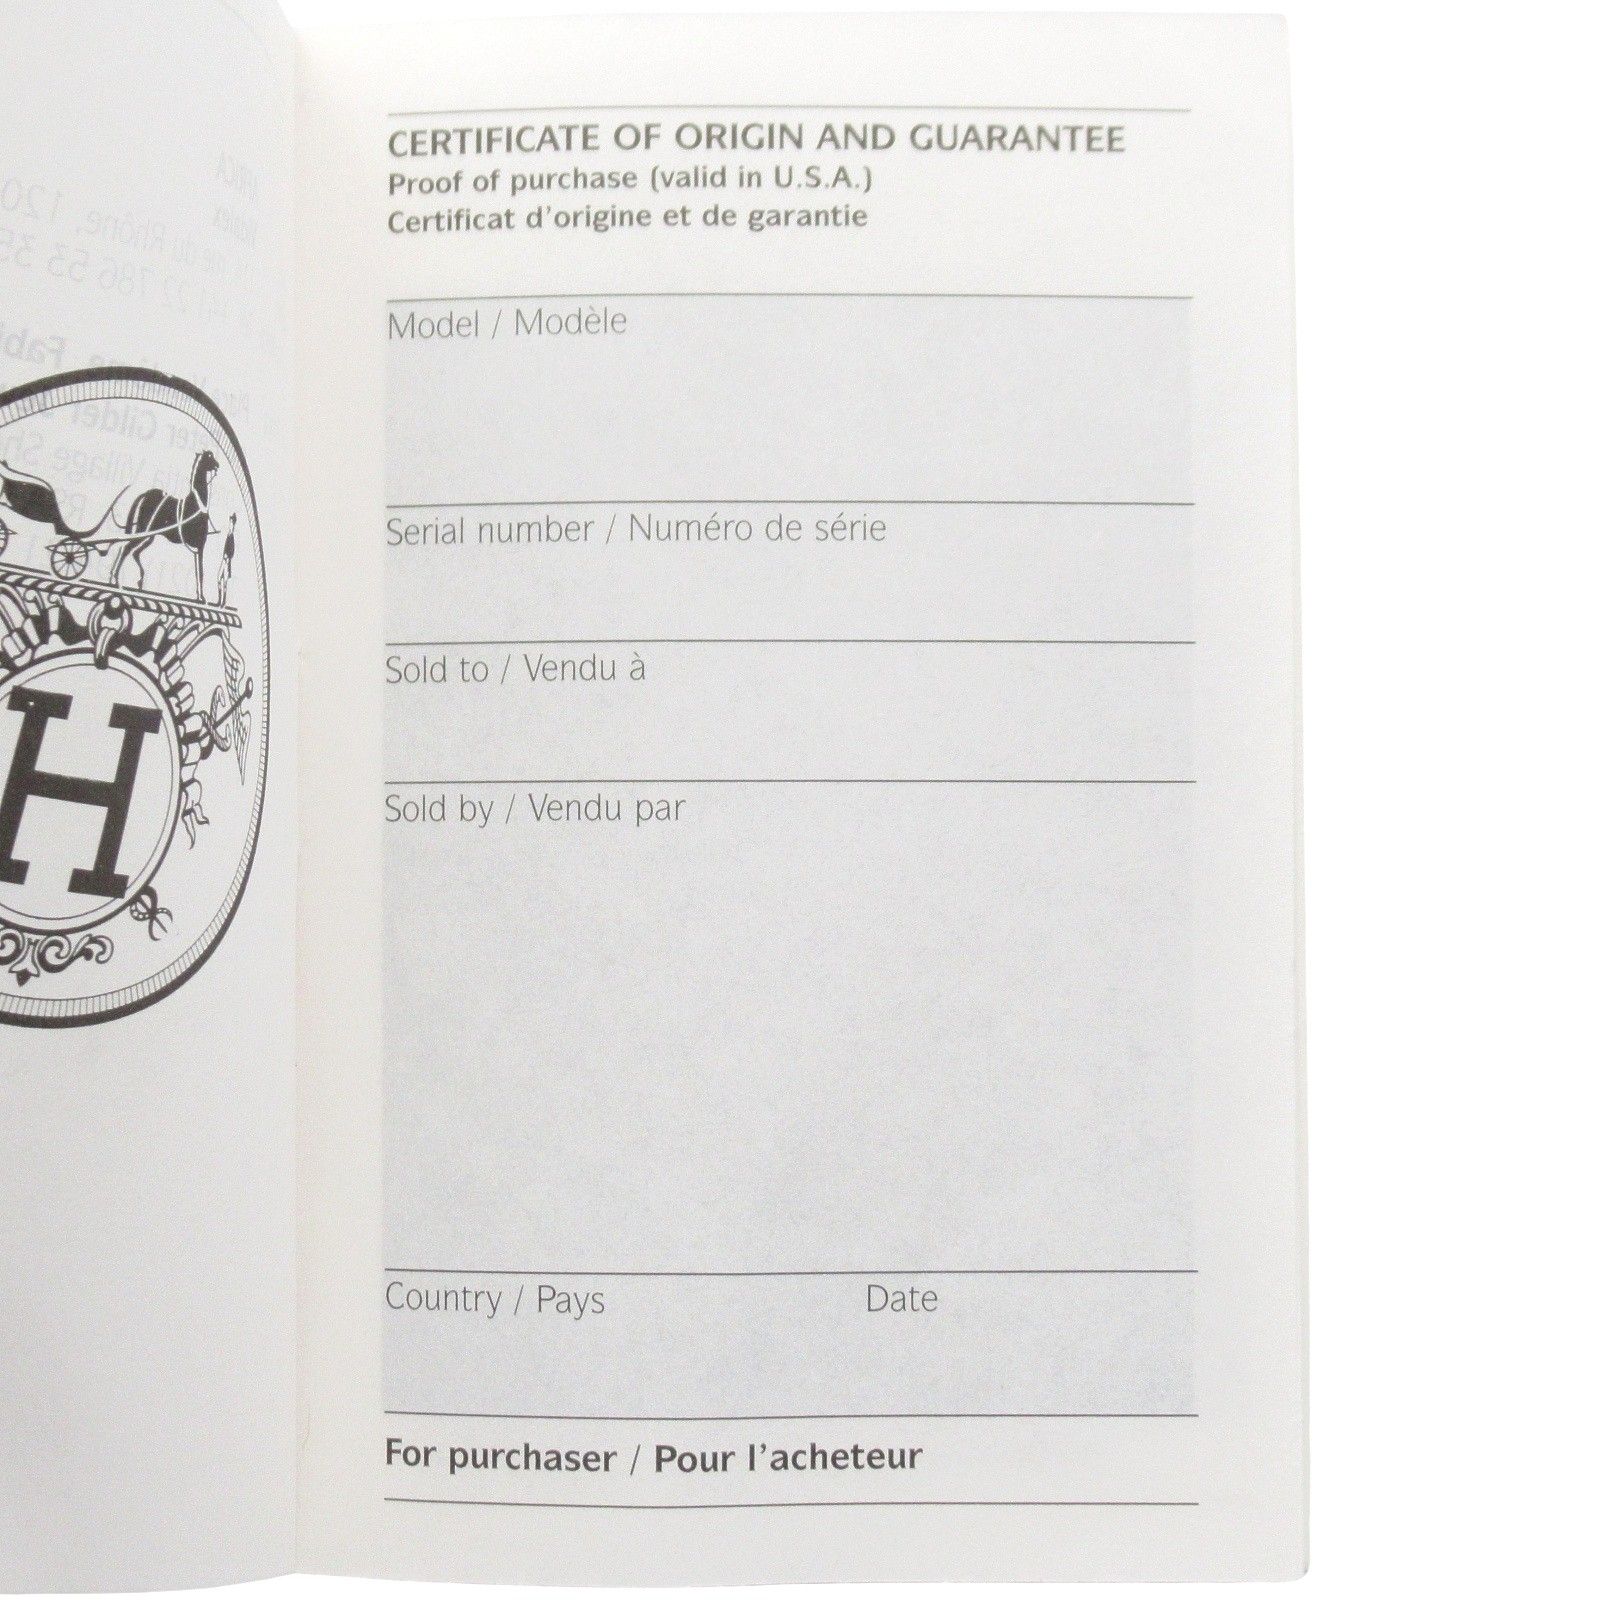 H
CERTIFICATE OF ORIGIN AND GUARANTEE
Proof of purchase (valid in U.S.A.)
Certificat d'origine et de garantie
Model / Modèle
Serial number / Numéro de série
Sold to / Vendu à
Sold by / Vendu par
Country / Pays Date
For purchaser / Pour l'acheteur